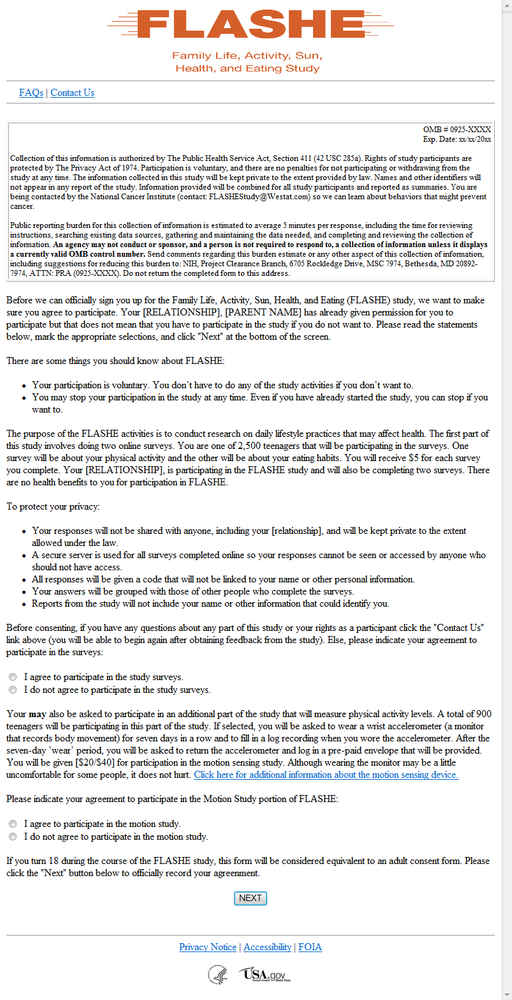 FLASHE
Family Life, Activity, Sun,
Health, and Eating Study
FAQs | Contact Us
OMB # 0925-XXXX
Exp. Date: xx/xx/20xx
Collection of this information is authorized by The Public Health Service Act, Section 411 (42 USC 285a). Rights of study participants are
protected by The Privacy Act of 1974. Participation is voluntary, and there are no penalties for not participating or withdrawing from the
study at any time. The information collected in this study will be kept private to the extent provided by law. Names and other identifiers will
not appear in any report of the study. Information provided will be combined for all study participants and reported as summaries. You are
being contacted by the National Cancer Institute (contact: FLASHEStudy@Westat.com) so we can learn about behaviors that might prevent
cancer.
Public reporting burden for this collection of information is estimated to average 5 minutes per response, including the time for reviewing
instructions, searching existing data sources, gathering and maintaining the data needed, and completing and reviewing the collection of
information. An agency may not conduct or sponsor, and a person is not required to respond to, a collection of information unless it displays
a currently valid OMB control number. Send comments regarding this burden estimate or any other aspect of this collection of information,
including suggestions for reducing this burden to: NIH, Project Clearance Branch, 6705 Rockledge Drive, MSC 7974, Bethesda, MD 20892-
7974, ATTN: PRA (0925-XXXX). Do not return the completed form to this address.
Before we can officially sign you up for the Family Life, Activity, Sun, Health, and Eating (FLASHE) study, we want to make
sure you agree to participate. Your [RELATIONSHIP], [PARENT NAME] has already given permission for you to
participate but that does not mean that you have to participate in the study if you do not want to. Please read the statements
below, mark the appropriate selections, and click "Next" at the bottom of the screen.
There are some things you should know about FLASHE:
• Your participation is voluntary. You don't have to do any of the study activities if you don't want to.
• You may stop your participation in the study at any time. Even if you have already started the study, you can stop if you
want to.
The purpose of the FLASHE activities is to conduct research on daily lifestyle practices that may affect health. The first part of
this study involves doing two online surveys. You are one of 2,500 teenagers that will be participating in the surveys. One
survey will be about your physical activity and the other will be about your eating habits. You will receive $5 for each survey
you complete. Your [RELATIONSHIP], is participating in the FLASHE study and will also be completing two surveys. There
are no health benefits to you for participation in FLASHE.
To protect your privacy:
• Your responses will not be shared with anyone, including your [relationship], and will be kept private to the extent
allowed under the law.
• A secure server is used for all surveys completed online so your responses cannot be seen or accessed by anyone who
should not have access.
• All responses will be given a code that will not be linked to your name or other personal information.
• Your answers will be grouped with those of other people who complete the surveys.
• Reports from the study will not include your name or other information that could identify you.
Before consenting, if you have any questions about any part of this study or your rights as a participant click the "Contact Us"
link above (you will be able to begin again after obtaining feedback from the study). Else, please indicate your agreement to
participate in the surveys:
I agree to participate in the study surveys.
I do not agree to participate in the study surveys.
Your may also be asked to participate in an additional part of the study that will measure physical activity levels. A total of 900
teenagers will be participating in this part of the study. If selected, you will be asked to wear a wrist accelerometer (a monitor
that records body movement) for seven days in a row and to fill in a log recording when you wore the accelerometer. After the
seven-day 'wear' period, you will be asked to return the accelerometer and log in a pre-paid envelope that will be provided.
You will be given [$20/$40] for participation in the motion sensing study. Although wearing the monitor may be a little
uncomfortable for some people, it does not hurt. Click here for additional information about the motion sensing device.
Please indicate your agreement to participate in the Motion Study portion of FLASHE:
I agree to participate in the motion study.
I do not agree to participate in the motion study.
If you turn 18 during the course of the FLASHE study, this form will be considered equivalent to an adult consent form. Please
click the "Next" button below to officially record your agreenment.
NEXT
Privacy Notice | Accessibility | FOIA
USA.gov
Government Made Easy